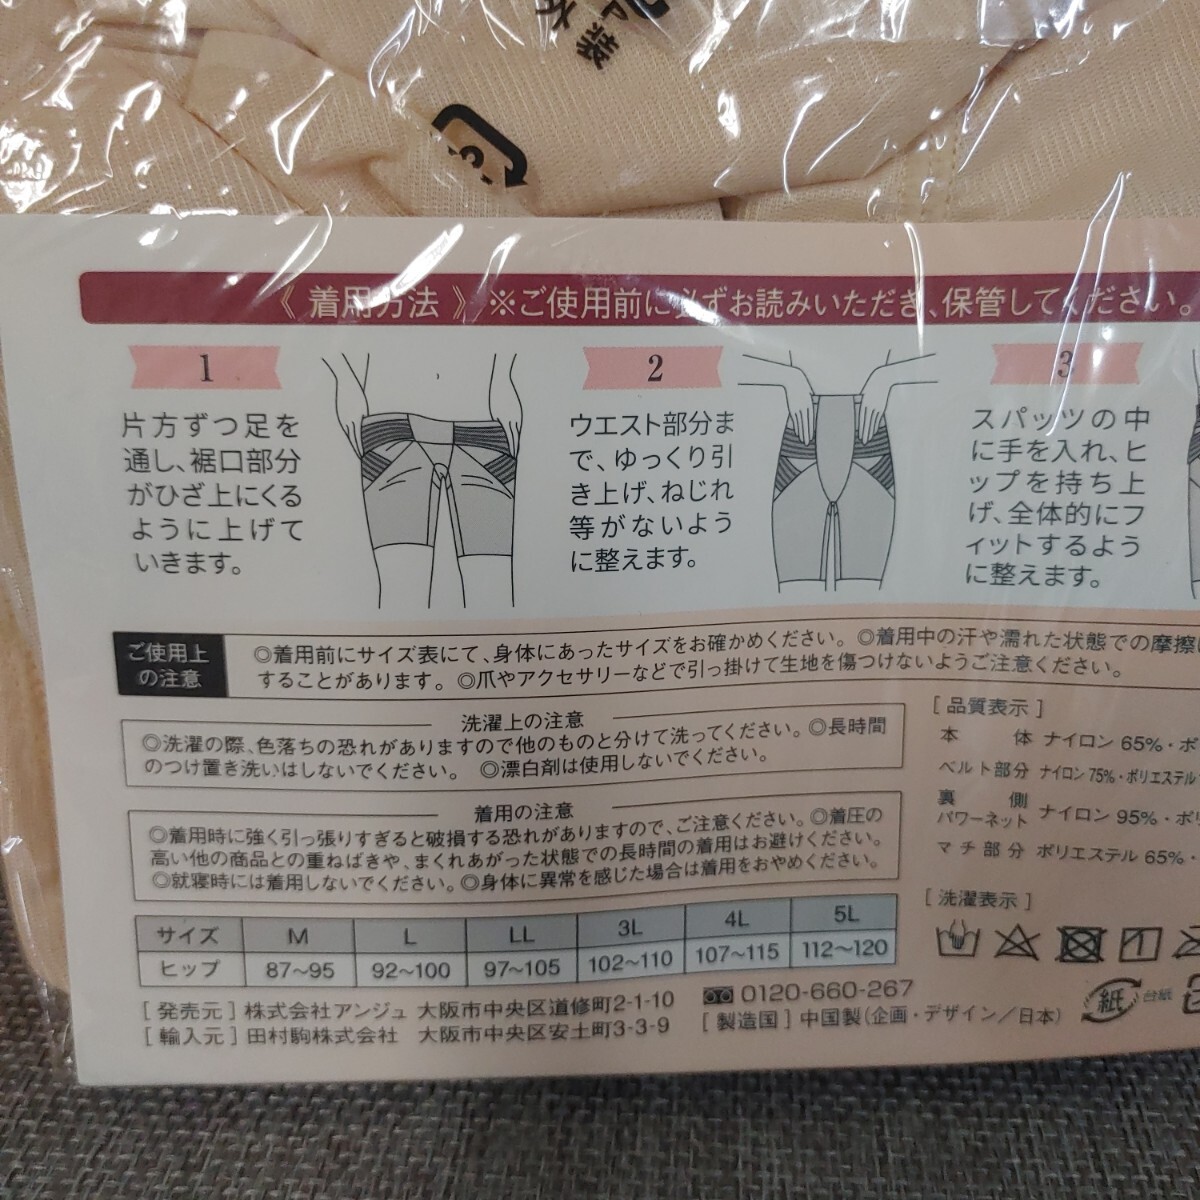 外装
《 着用方法 》※ご使用前に必ずお読みいただき、保管してください。
1
片方ずつ足を
通し、裾口部分
がひざ上にくる
ように上げて
いきます。
2
ウエスト部分ま
で、ゆっくり引
き上げ、ねじれ
等がないよう
に整えます。
3
スパッツの中
に手を入れ、ヒ
ップを持ち上
げ、全体的にフ
ィットするよう
に整えます。
ご使用上
の注意
◎着用前にサイズ表にて、身体にあったサイズをお確かめください。◎着用中の汗や濡れた状態での摩擦に
することがあります。◎爪やアクセサリーなどで引っ掛けて生地を傷つけないようご注意ください。
洗濯上の注意
◎洗濯の際、色落ちの恐れがありますので他のものと分けて洗ってください。◎長時間
のつけ置き洗いはしないでください。 ◎漂白剤は使用しないでください。
着用の注意
◎着用時に強く引っ張りすぎると破損する恐れがありますので、ご注意ください。◎着圧の
高い他の商品との重ねばきや、まくれあがった状態での長時間の着用はお避けください。
◎就寝時には着用しないでください。◎身体に異常を感じた場合は着用をおやめください。
サイズ M L LL 3L 4L 5L
ヒップ 87~95 92~100 97~105 102~110 107~115 112~120
[ 発売元 ] 株式会社アンジュ 大阪市中央区道修町2-1-10
[ 輸入元 ] 田村駒株式会社 大阪市中央区安土町3-3-9
0120-660-267
[ 製造国 ] 中国製(企画・デザイン／日本)
[ 品質表示 ]
本 体 ナイロン 65%・ポ
ベルト部分 ナイロン 75%・ポリエステル
裏 側
パワーネット ナイロン 95%・ポリ
マチ部分 ポリエステル 65%・
[ 洗濯表示 ]
紙 台紙